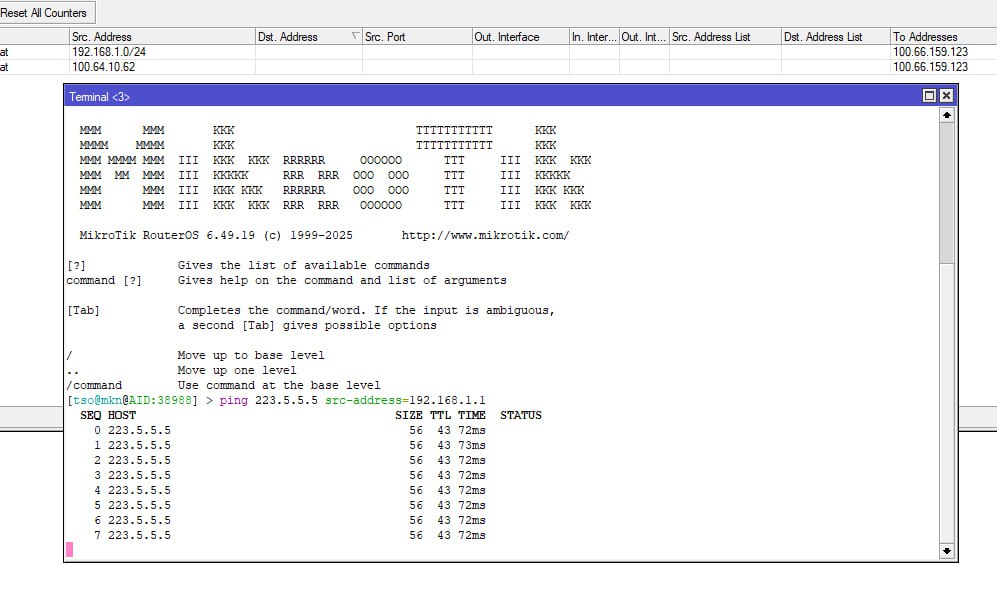 Reset All Counters
Src. Address Dst. Address Src. Port Out. Interface In. Inter... Out. Int... Src. Address List Dst. Address List To Addresses
at 192.168.1.0/24 100.66.159.123
at 100.64.10.62 100.66.159.123
Terminal <3>
MMM      MMM       KKK                          TTTTTTTTTTT      KKK
MMMM    MMMM       KKK                          TTTTTTTTTTT      KKK
MMM MMMM MMM  III  KKK  KKK  RRRRRR     OOOOOO      TTT     III  KKK  KKK
MMM  MM  MMM  III  KKKKK     RRR  RRR  OOO  OOO     TTT     III  KKKKK
MMM      MMM  III  KKK KKK   RRRRRR    OOO  OOO     TTT     III  KKK KKK
MMM      MMM  III  KKK  KKK  RRR  RRR   OOOOOO      TTT     III  KKK  KKK
MikroTik RouterOS 6.49.19 (c) 1999-2025       http://www.mikrotik.com/
[?]             Gives the list of available commands
command [?]     Gives help on the command and list of arguments
[Tab]           Completes the command/word. If the input is ambiguous,
a second [Tab] gives possible options
/               Move up to base level
..              Move up one level
/command        Use command at the base level
[tso@mkn@AID:38988] > ping 223.5.5.5 src-address=192.168.1.1
SEQ HOST                                     SIZE TTL TIME  STATUS
0 223.5.5.5                                  56  43 72ms
1 223.5.5.5                                  56  43 73ms
2 223.5.5.5                                  56  43 72ms
3 223.5.5.5                                  56  43 72ms
4 223.5.5.5                                  56  43 72ms
5 223.5.5.5                                  56  43 72ms
6 223.5.5.5                                  56  43 72ms
7 223.5.5.5                                  56  43 72ms